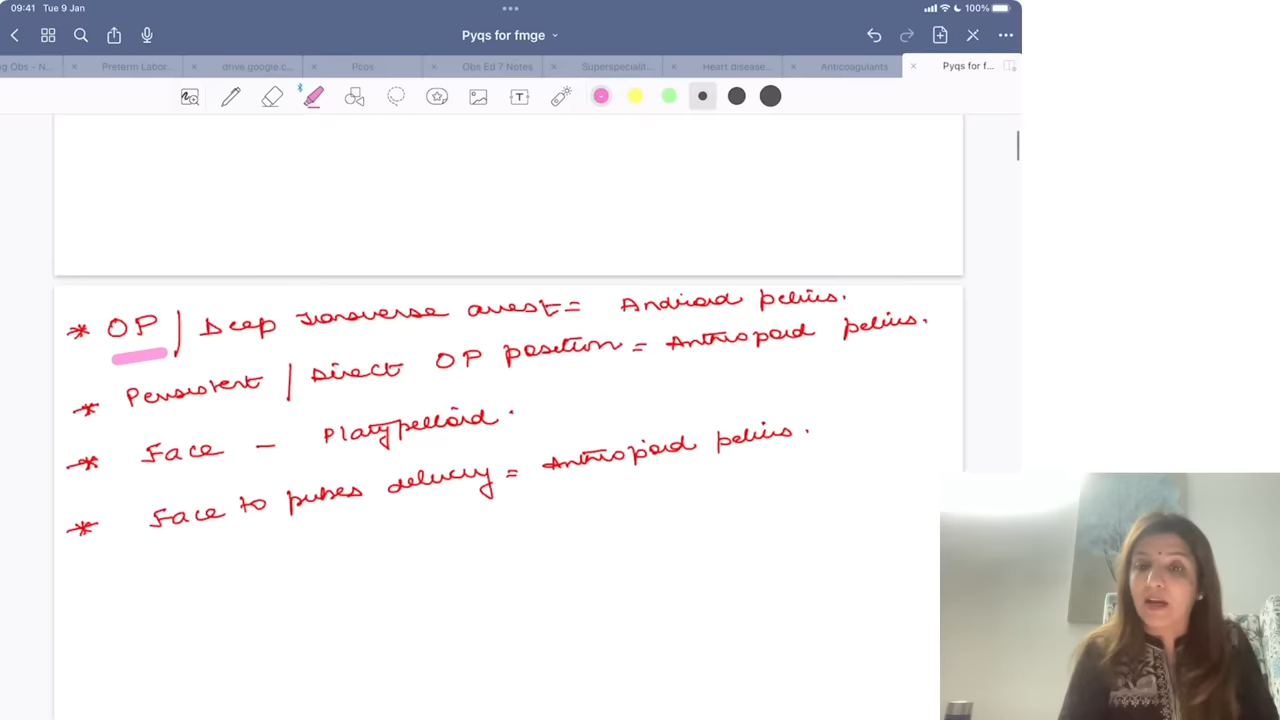 09:41 Tue 9 Jan
100%
Pyqs for fmge
g Obs - N...
Preterm Labor...
drive.google.c...
Pcos
Obs Ed 7 Notes
Superspecialit...
Heart disease...
Anticoagulants
Pyqs for f...
* OP / Deep transverse arrest = Android pelvis.
* Persistent / Direct OP position = Anthropoid pelvis.
* Face - Platypelloid.
* Face to pubes delivery = Anthropoid pelvis.